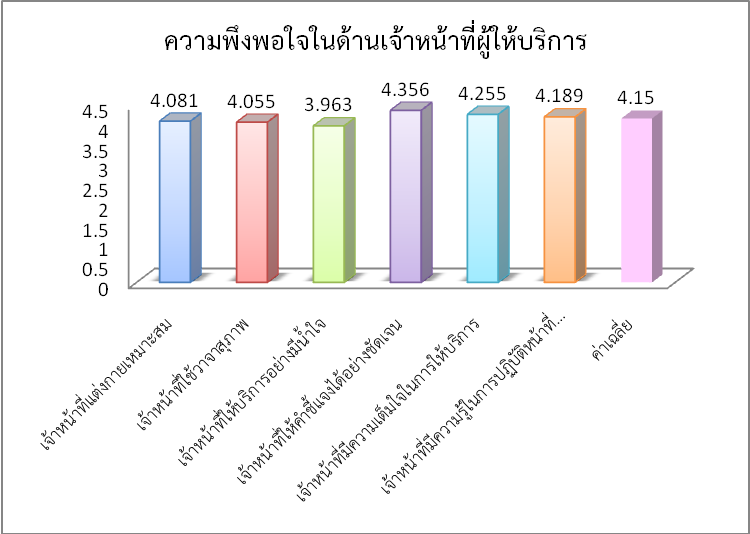 ความพึงพอใจในด้านเจ้าหน้าที่ผู้ให้บริการ
4.081
4.055
3.963
4.356
4.255
4.189
4.15
4.5
4
3.5
3
2.5
2
1.5
1
0.5
0
เจ้าหน้าที่แต่งกายเหมาะสม
เจ้าหน้าที่ใช้วาจาสุภาพ
เจ้าหน้าที่ให้บริการอย่างมีน้ำใจ
เจ้าหน้าที่ให้คำชี้แจงได้อย่างชัดเจน
เจ้าหน้าที่มีความเต็มใจในการให้บริการ
เจ้าหน้าที่มีความรู้ในการปฏิบัติหน้าที่...
ค่าเฉลี่ย